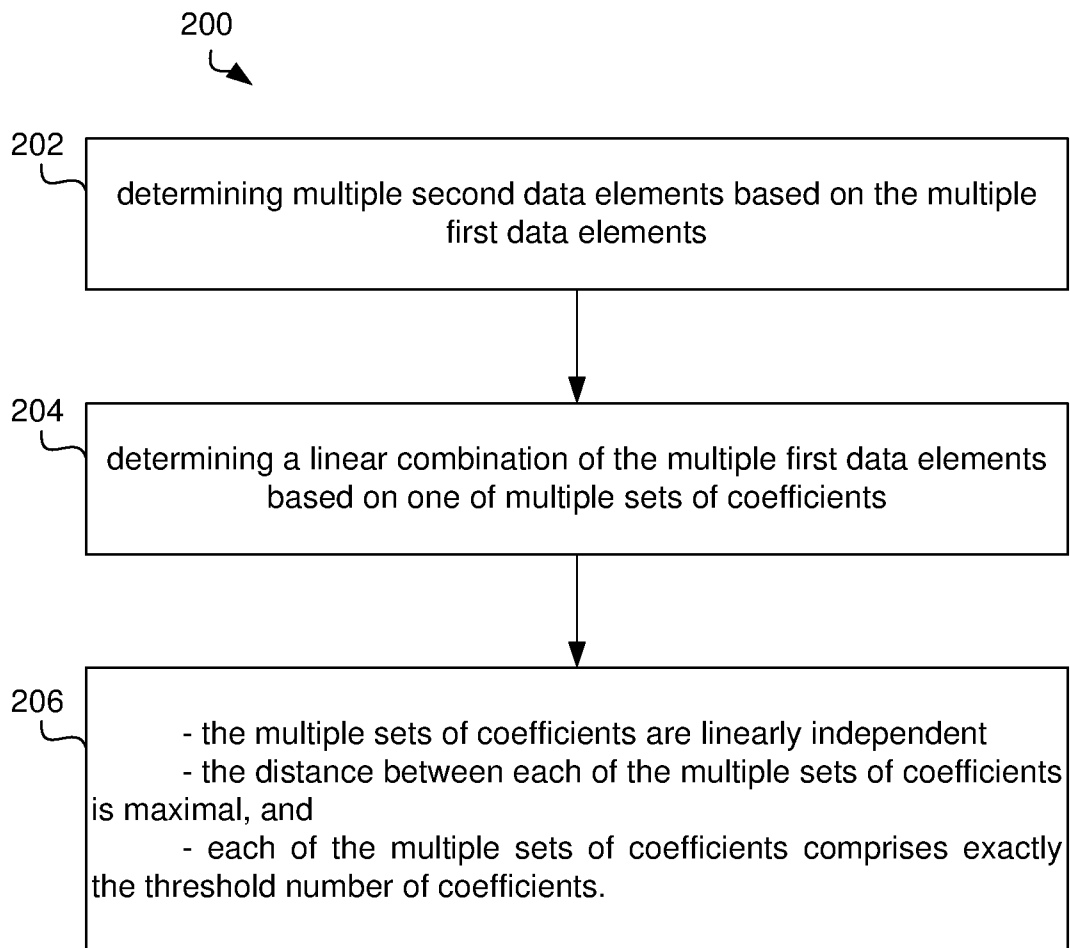 200
202
determining multiple second data elements based on the multiple
first data elements
204
determining a linear combination of the multiple first data elements
based on one of multiple sets of coefficients
206
- the multiple sets of coefficients are linearly independent
- the distance between each of the multiple sets of coefficients
is maximal, and
- each of the multiple sets of coefficients comprises exactly
the threshold number of coefficients.